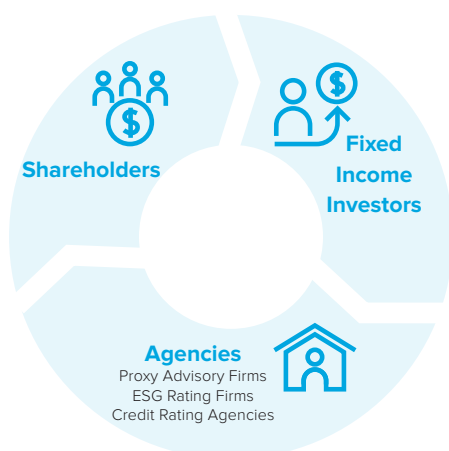 Shareholders
Fixed
Income
Investors
Agencies
Proxy Advisory Firms
ESG Rating Firms
Credit Rating Agencies